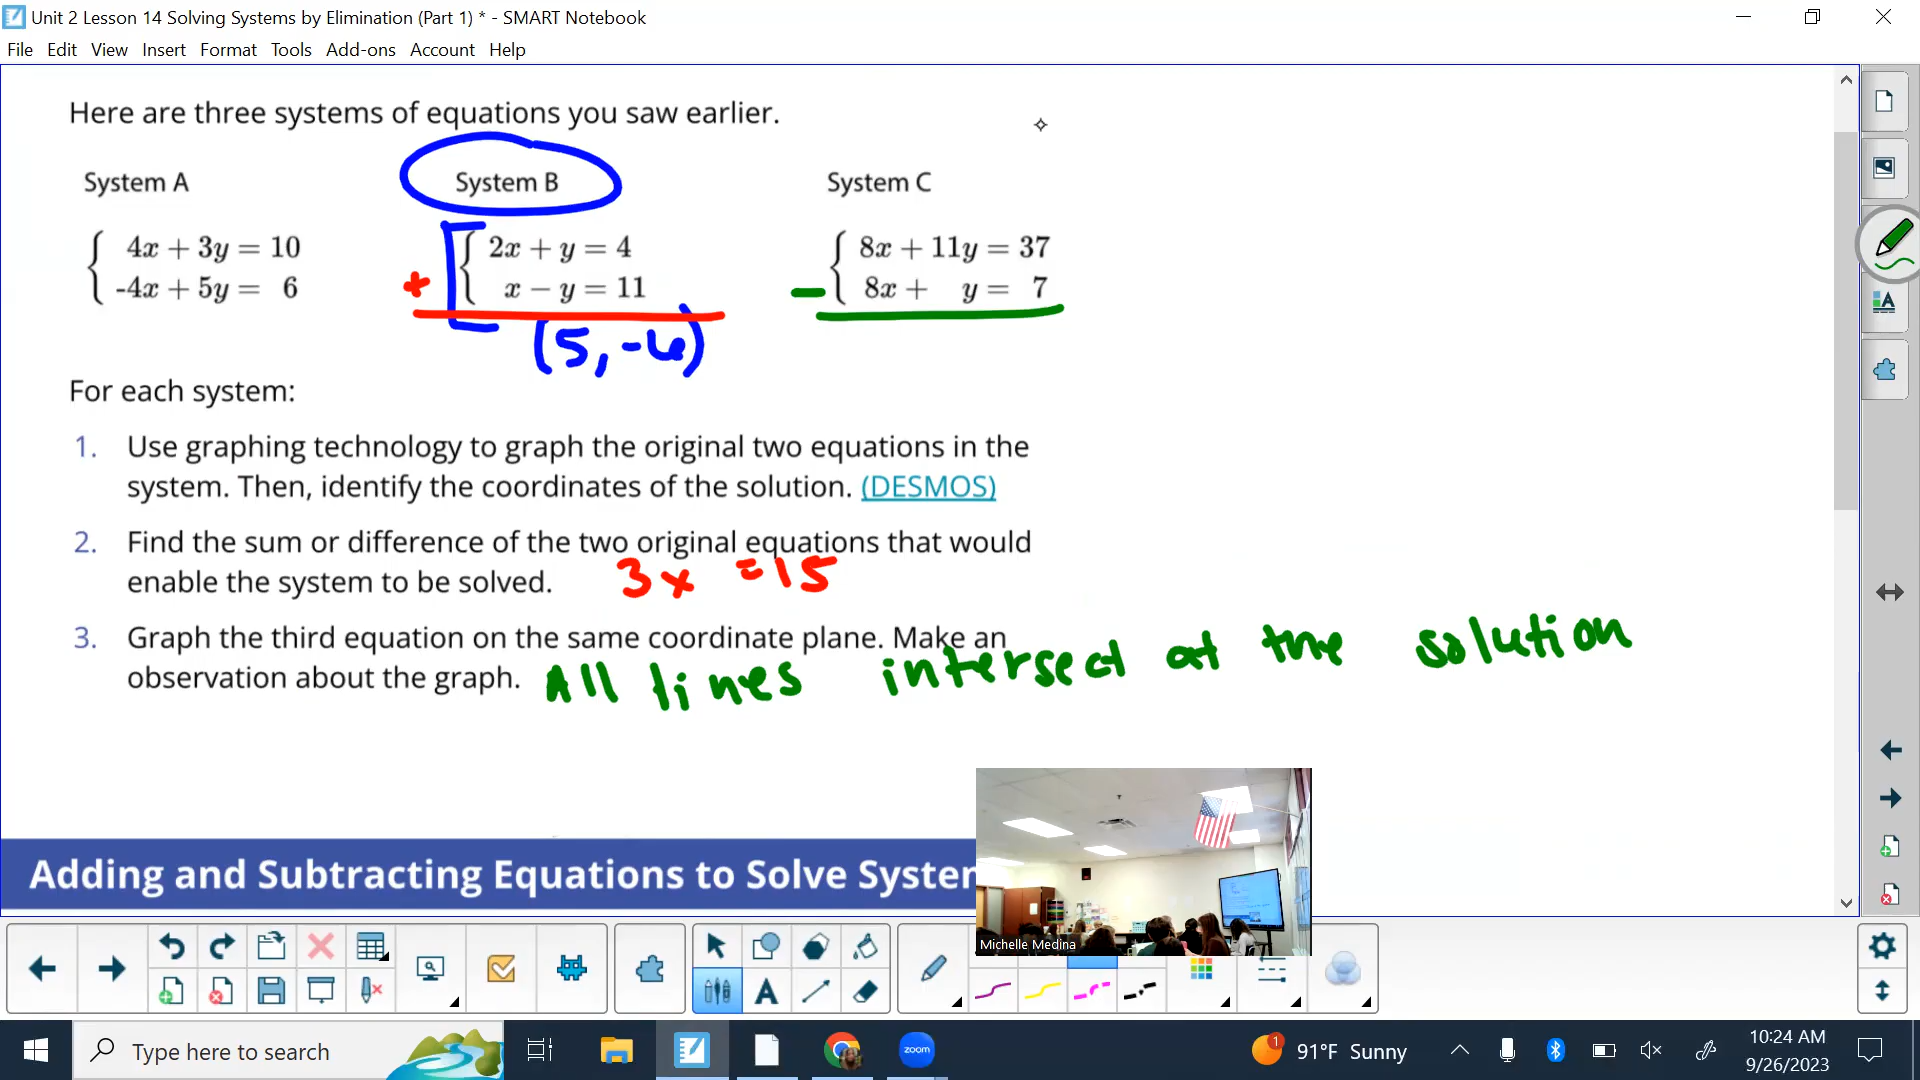 Unit 2 Lesson 14 Solving Systems by Elimination (Part 1) * - SMART Notebook
File Edit View Insert Format Tools Add-ons Account Help
Here are three systems of equations you saw earlier.
System A
4x + 3y = 10
-4x + 5y = 6
System B
+
2x + y = 4
x − y = 11
(5, -6)
System C
−
8x + 11y = 37
8x + y = 7
For each system:
1. Use graphing technology to graph the original two equations in the
system. Then, identify the coordinates of the solution. (DESMOS)
2. Find the sum or difference of the two original equations that would
enable the system to be solved. 3x = 15
3. Graph the third equation on the same coordinate plane. Make an
observation about the graph. All lines intersect at the solution
Adding and Subtracting Equations to Solve System
Michelle Medina
A
Type here to search
zoom
1
91°F Sunny
10:24 AM
9/26/2023